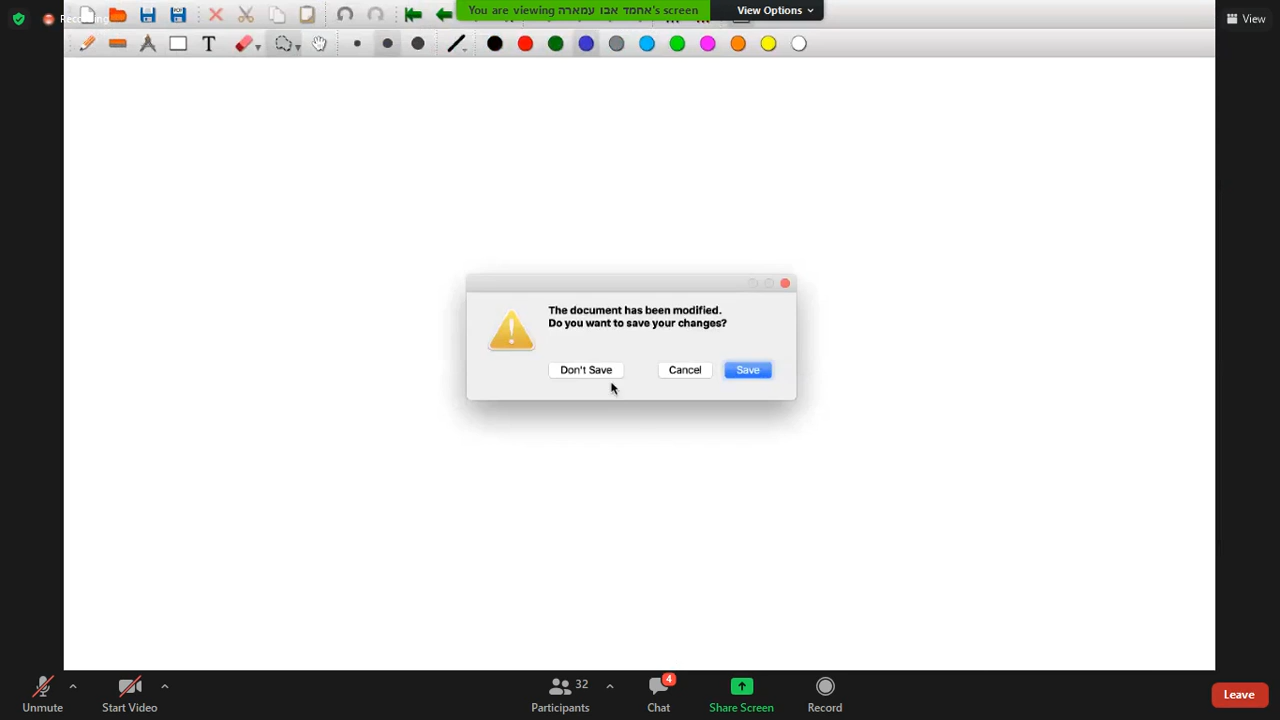 Recording
You are viewing אחמד אבו עמארה's screen
View Options
View
T
The document has been modified.
Do you want to save your changes?
Don't Save
Cancel
Save
Unmute
Start Video
32
Participants
4
Chat
Share Screen
Record
Leave